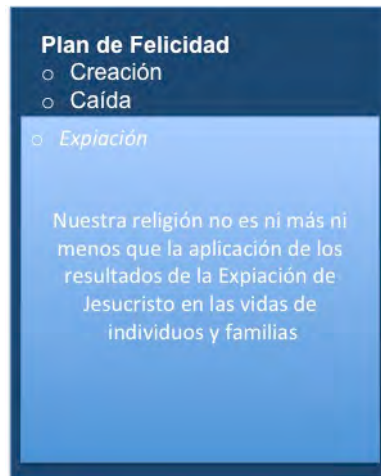 Plan de Felicidad
o Creación
o Caída
o Expiación
Nuestra religión no es ni más ni
menos que la aplicación de los
resultados de la Expiación de
Jesucristo en las vidas de
individuos y familias